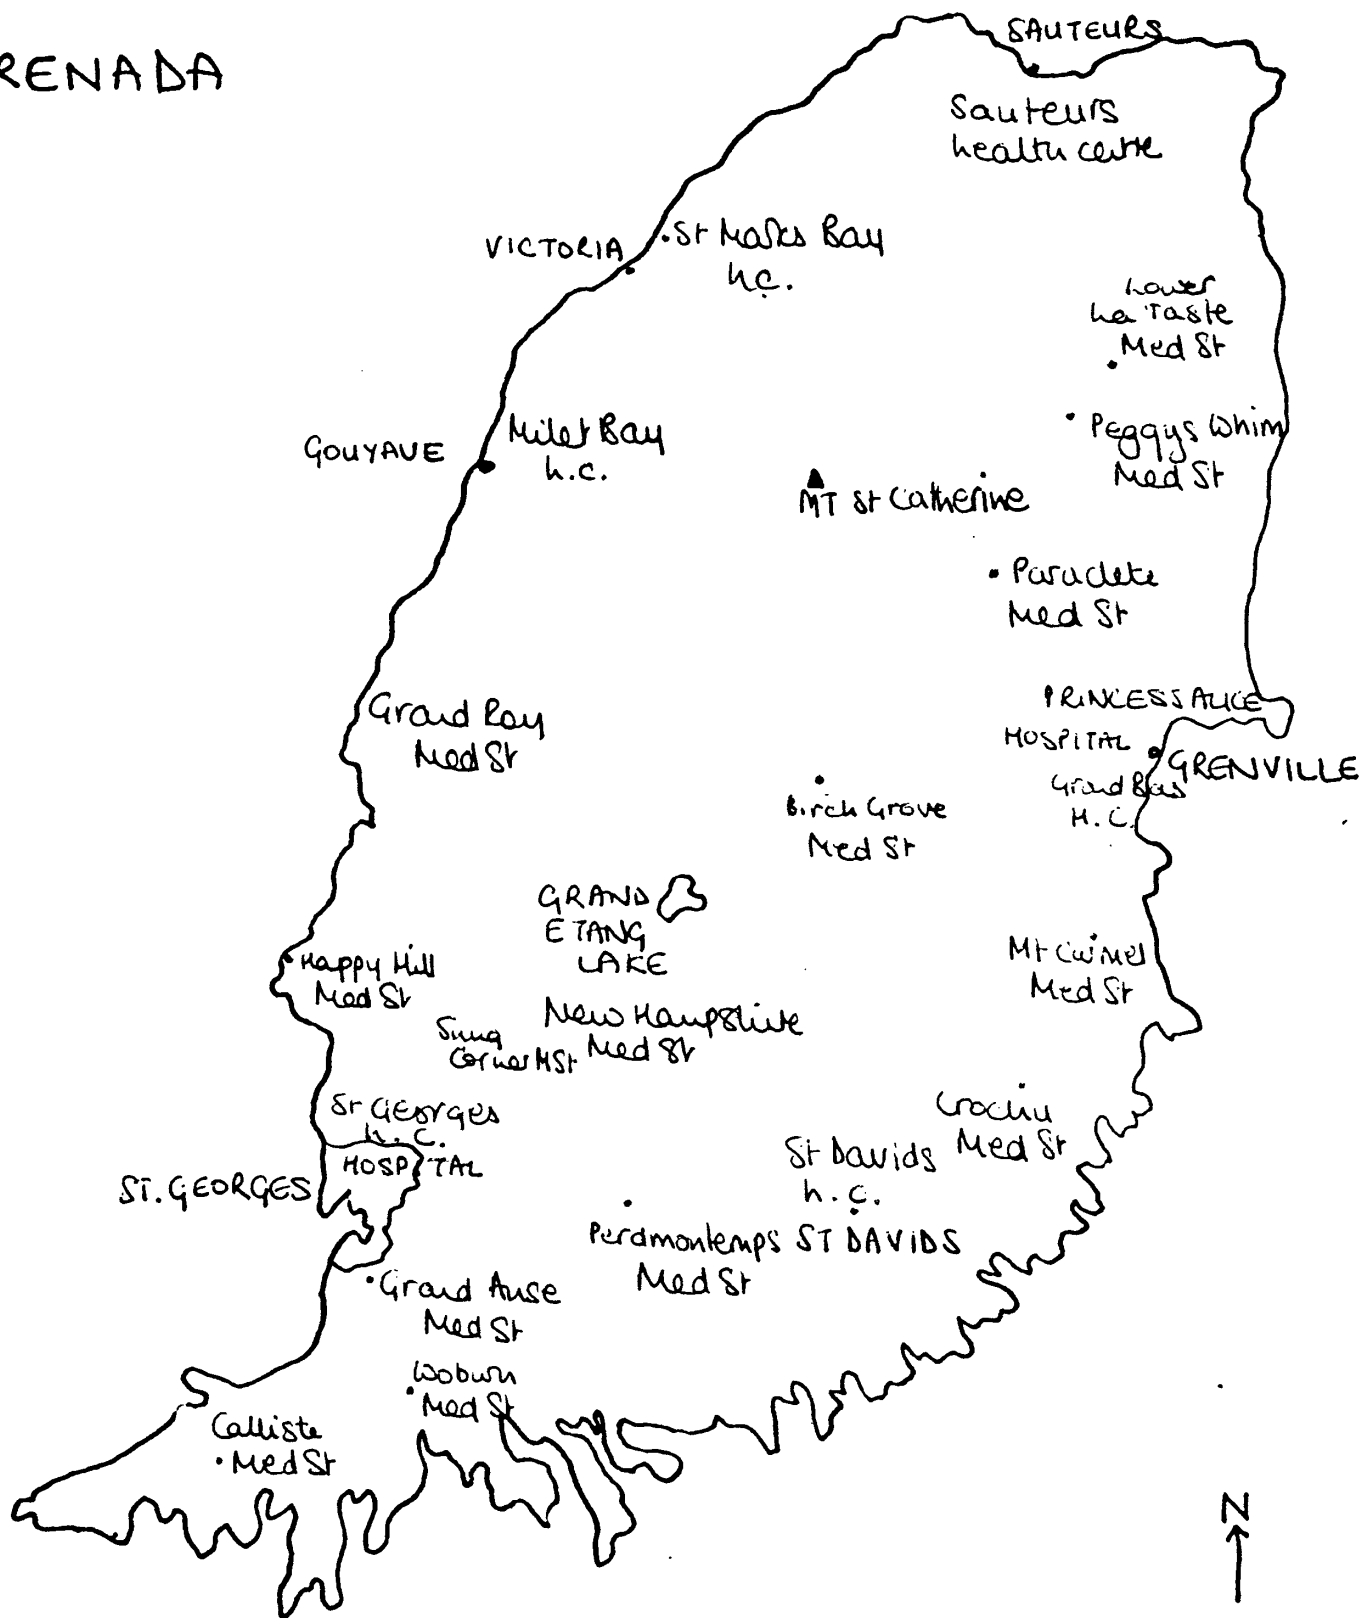 RENADA
SAUTEURS
Sauteurs
health centre
VICTORIA
St Marks Bay
h.c.
Lower
La Taste
Med St
GOUYAVE
Milet Bay
h.c.
Peggys Whim
Med St
MT St Catherine
Paraclete
Med St
Grand Roy
Med St
PRINCESS ALICE
HOSPITAL
GRENVILLE
Grand Bras
H.C.
Birch Grove
Med St
GRAND
ETANG
LAKE
Happy Hill
Med St
Mt Carmel
Med St
New Hampshire
Med St
Snug
Corner M St
St Georges
h.c.
HOSPITAL
ST. GEORGES
Crochu
Med St
St Davids
h.c.
ST DAVIDS
Perdmontemps
Med St
Grand Anse
Med St
Woburn
Med St
Calliste
Med St
N